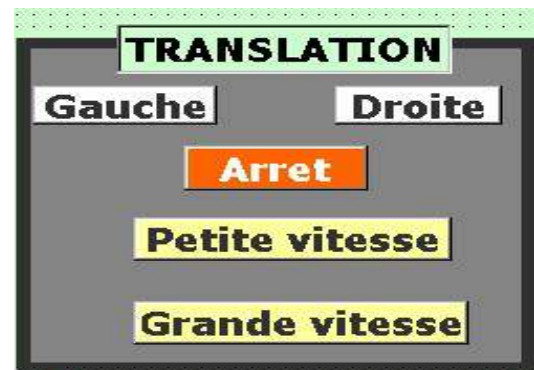 TRANSLATION
Gauche Droite
Arret
Petite vitesse
Grande vitesse